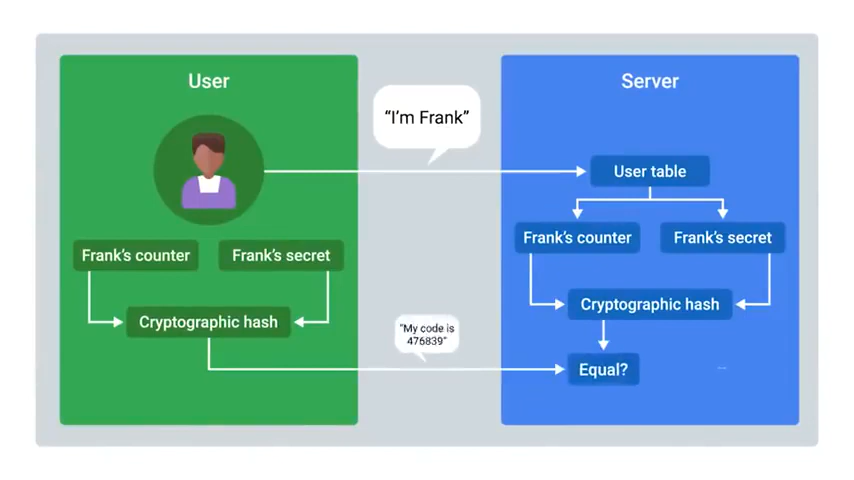 User
Server
“I’m Frank”
User table
Frank’s counter
Frank’s secret
Frank’s counter
Frank’s secret
Cryptographic hash
Cryptographic hash
“My code is
476839”
Equal?